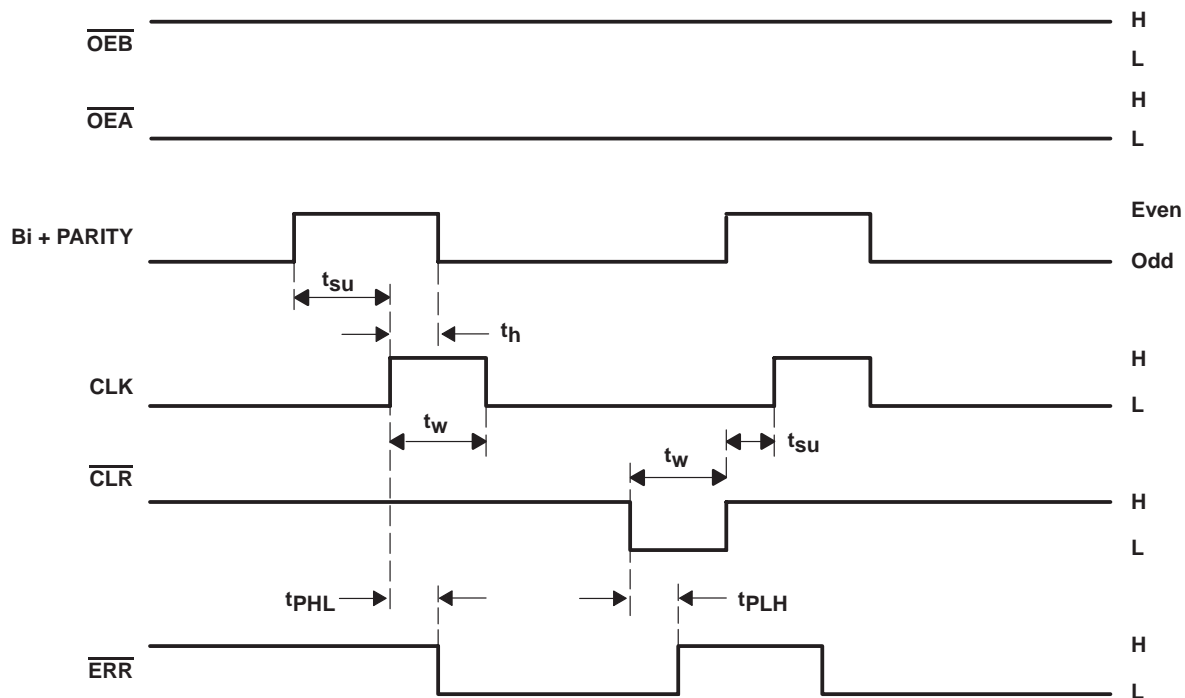 OEB
H
L
OEA
H
L
Bi + PARITY
Even
Odd
tsu
th
CLK
H
L
tw
tsu
CLR
tw
H
L
tPHL
tPLH
ERR
H
L